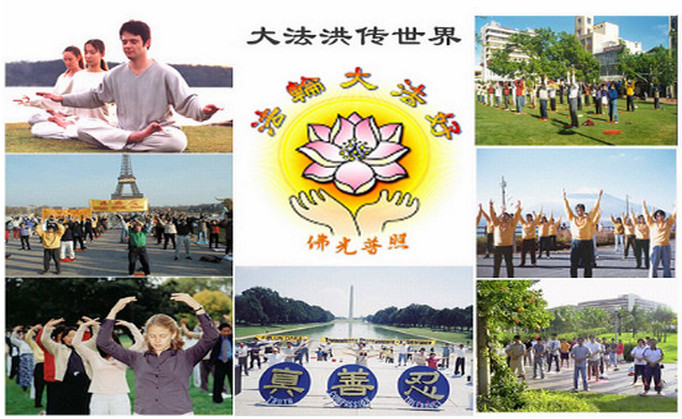 大法洪传世界
法輪大法好
佛光普照
真 善 忍
TRUTH COMPASSION TOLERANCE